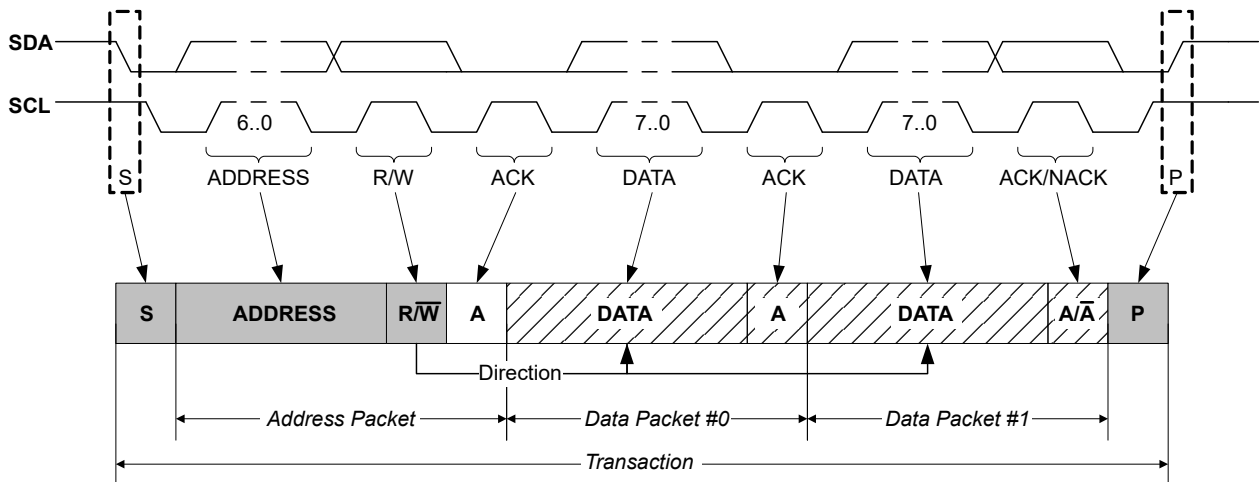 SDA
SCL
6..0 7..0 7..0
S ADDRESS R/W ACK DATA ACK DATA ACK/NACK P
S ADDRESS R/W̅ A DATA A DATA A/A̅ P
Direction
Address Packet Data Packet #0 Data Packet #1
Transaction